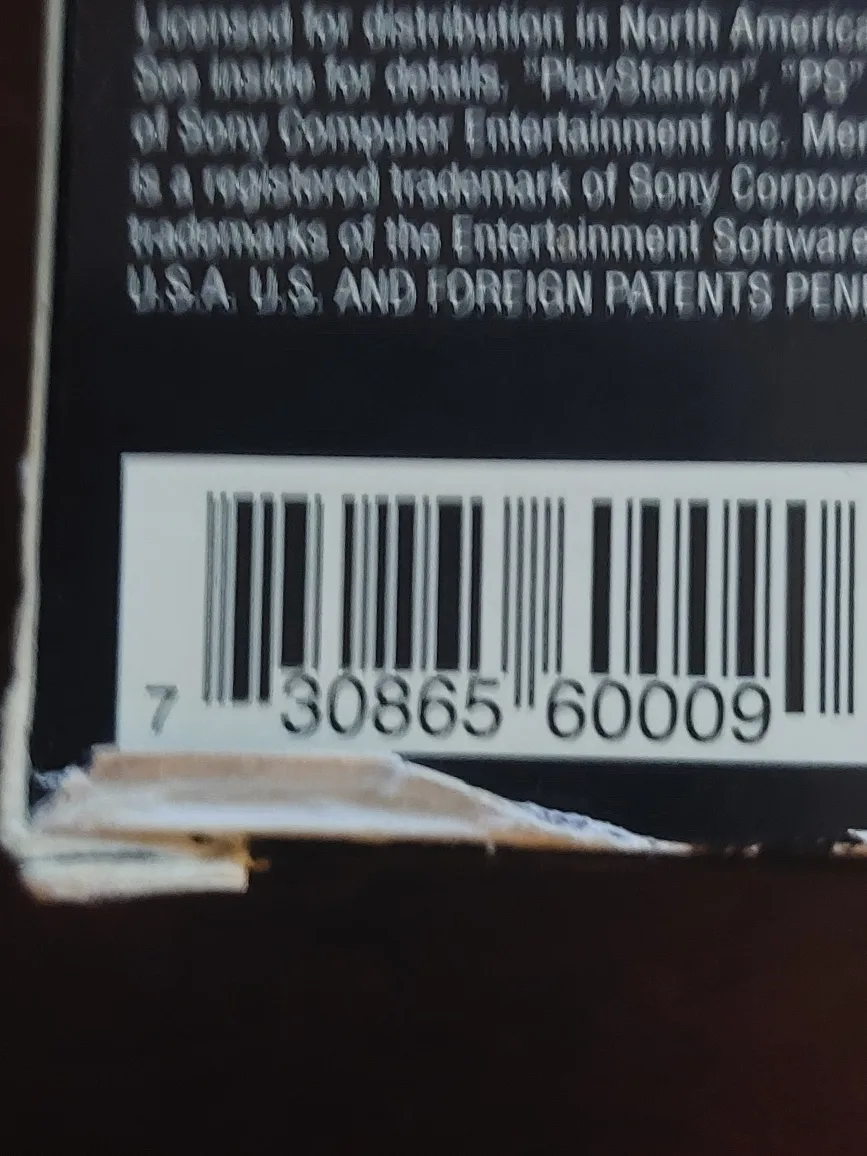 Licensed for distribution in North America
See inside for details. "PlayStation", "PS"
of Sony Computer Entertainment Inc. Mem
is a registered trademark of Sony Corpora
trademarks of the Entertainment Software
U.S.A. U.S. AND FOREIGN PATENTS PEN
7 30865 60009